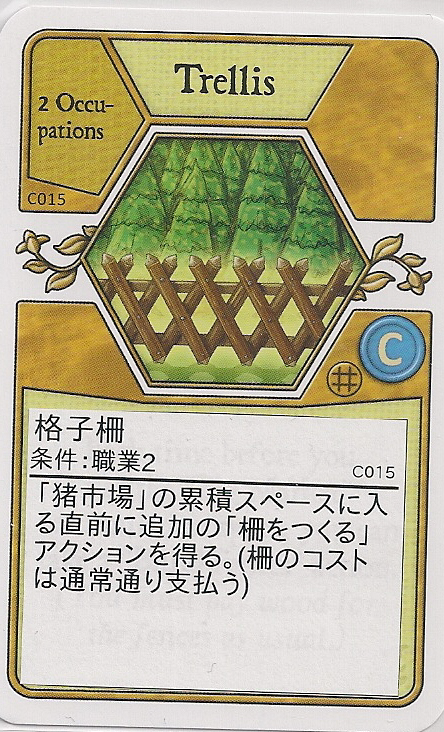 Trellis
2 Occu-
pations
C015
C
格子柵
条件:職業2
C015
「猪市場」の累積スペースに入
る直前に追加の「柵をつくる」
アクションを得る。(柵のコスト
は通常通り支払う)